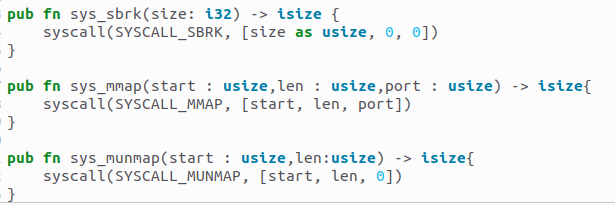 pub fn sys_sbrk(size: i32) -> isize {
    syscall(SYSCALL_SBRK, [size as usize, 0, 0])
}

pub fn sys_mmap(start : usize,len : usize,port : usize) -> isize{
    syscall(SYSCALL_MMAP, [start, len, port])
}

pub fn sys_munmap(start : usize,len:usize) -> isize{
    syscall(SYSCALL_MUNMAP, [start, len, 0])
}